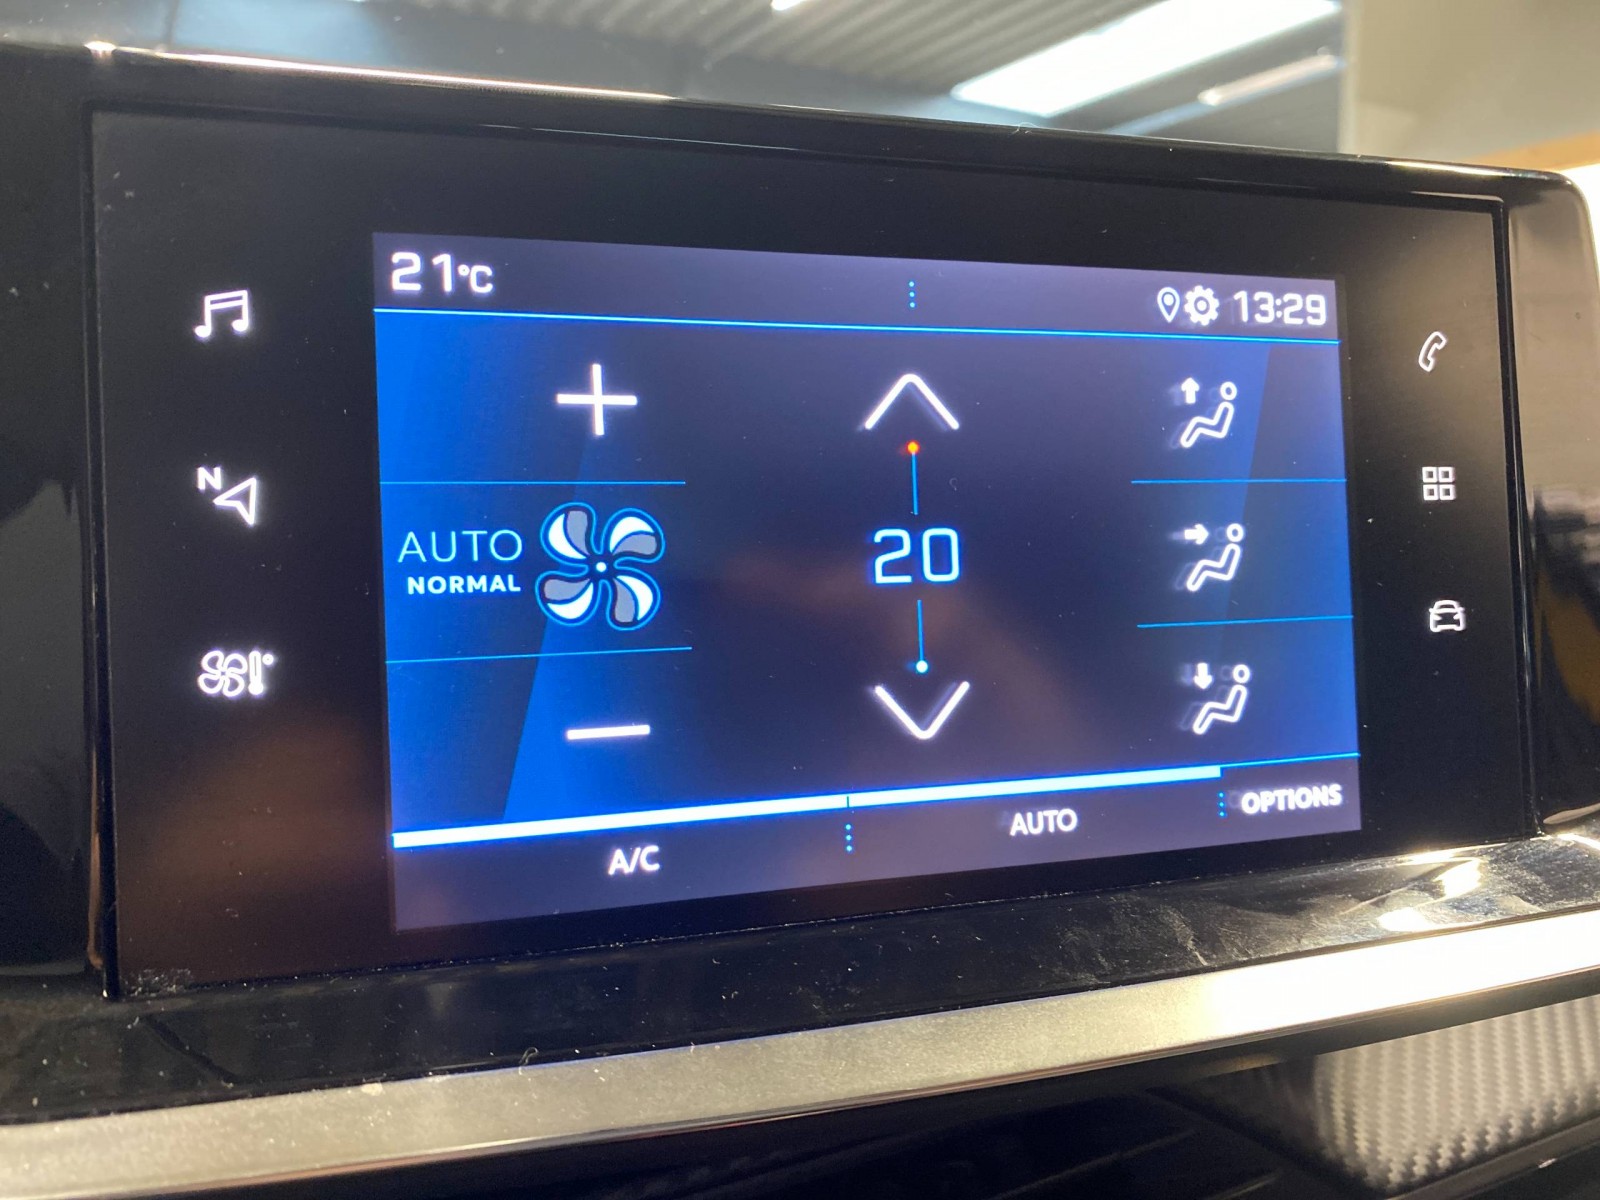 21°C
13:29
N
AUTO
NORMAL
20
A/C
AUTO
OPTIONS